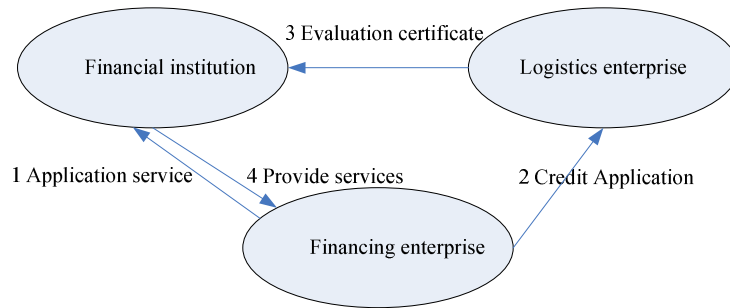 3 Evaluation certificate
Financial institution
Logistics enterprise
1 Application service
4 Provide services
2 Credit Application
Financing enterprise